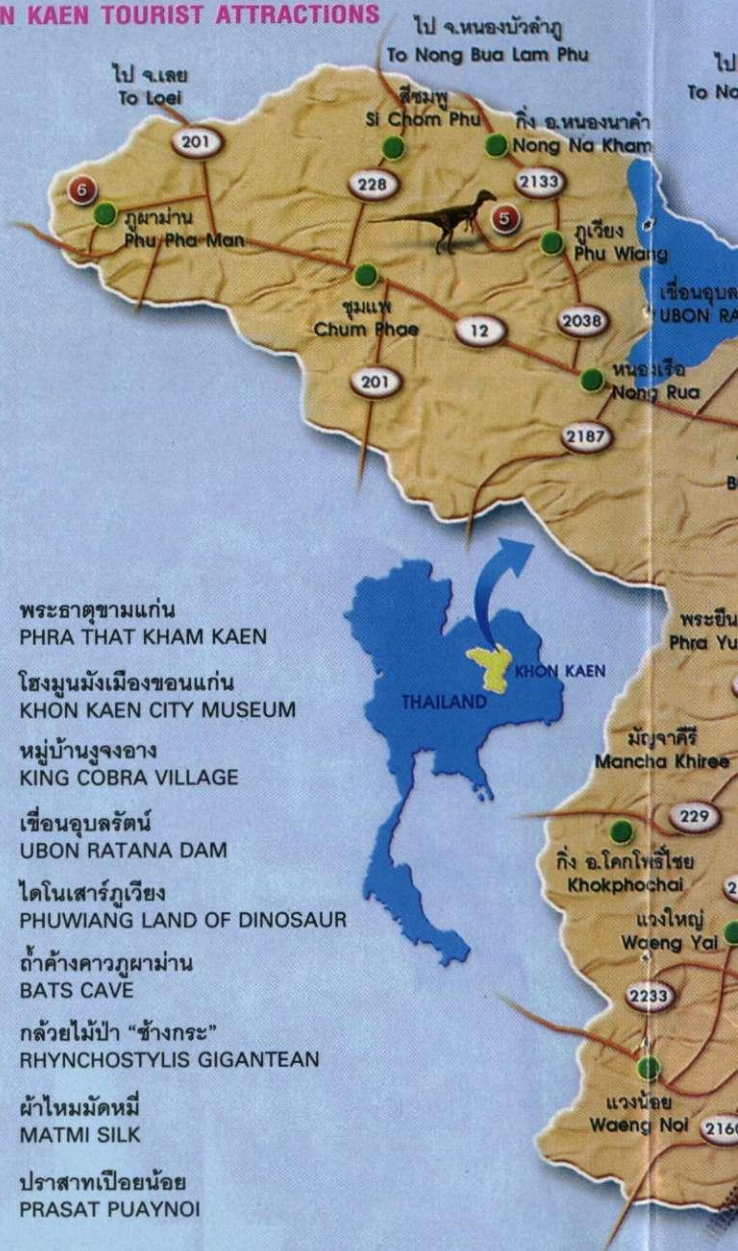 N KAEN TOURIST ATTRACTIONS
ไป จ.หนองบัวลำภู
To Nong Bua Lam Phu
ไป จ.เลย
To Loei
ไป
To No
สีชมพู
Si Chom Phu
กิ่ง อ.หนองนาคำ
Nong Na Kham
201
228
2133
6
5
ภูผาม่าน
Phu Pha Man
ภูเวียง
Phu Wiang
เขื่อนอุบล
UBON RA
ชุมแพ
Chum Phae
12
2038
201
หนองเรือ
Nong Rua
2187
B
พระธาตุขามแก่น
PHRA THAT KHAM KAEN
โฮงมูนมังเมืองขอนแก่น
KHON KAEN CITY MUSEUM
หมู่บ้านงูจงอาง
KING COBRA VILLAGE
เขื่อนอุบลรัตน์
UBON RATANA DAM
ไดโนเสาร์ภูเวียง
PHUWIANG LAND OF DINOSAUR
ถ้ำค้างคาวภูผาม่าน
BATS CAVE
กล้วยไม้ป่า “ช้างกระ”
RHYNCHOSTYLIS GIGANTEAN
ผ้าไหมมัดหมี่
MATMI SILK
ปราสาทเปือยน้อย
PRASAT PUAYNOI
KHON KAEN
THAILAND
พระยืน
Phra Yu
มัญจาคีรี
Mancha Khiree
229
กิ่ง อ.โคกโพธิ์ไชย
Khokphochai
2
แวงใหญ่
Waeng Yai
2233
แวงน้อย
Waeng Noi
2160